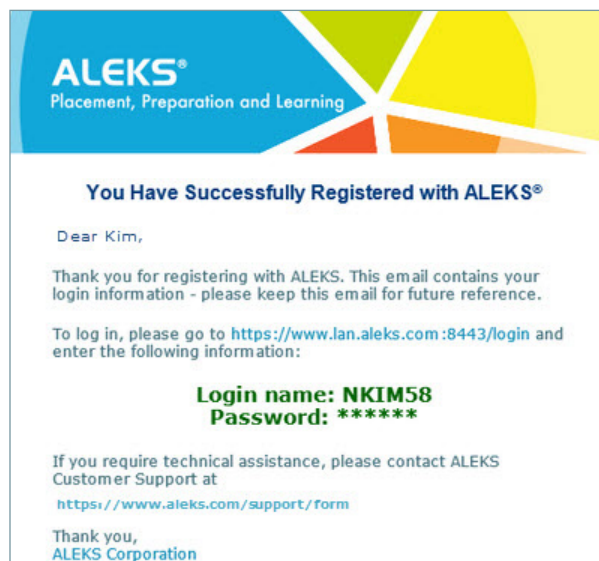 ALEKS®
Placement, Preparation and Learning
You Have Successfully Registered with ALEKS®
Dear Kim,
Thank you for registering with ALEKS. This email contains your
login information - please keep this email for future reference.
To log in, please go to https://www.lan.aleks.com:8443/login and
enter the following information:
Login name: NKIM58
Password: ******
If you require technical assistance, please contact ALEKS
Customer Support at
https://www.aleks.com/support/form
Thank you,
ALEKS Corporation